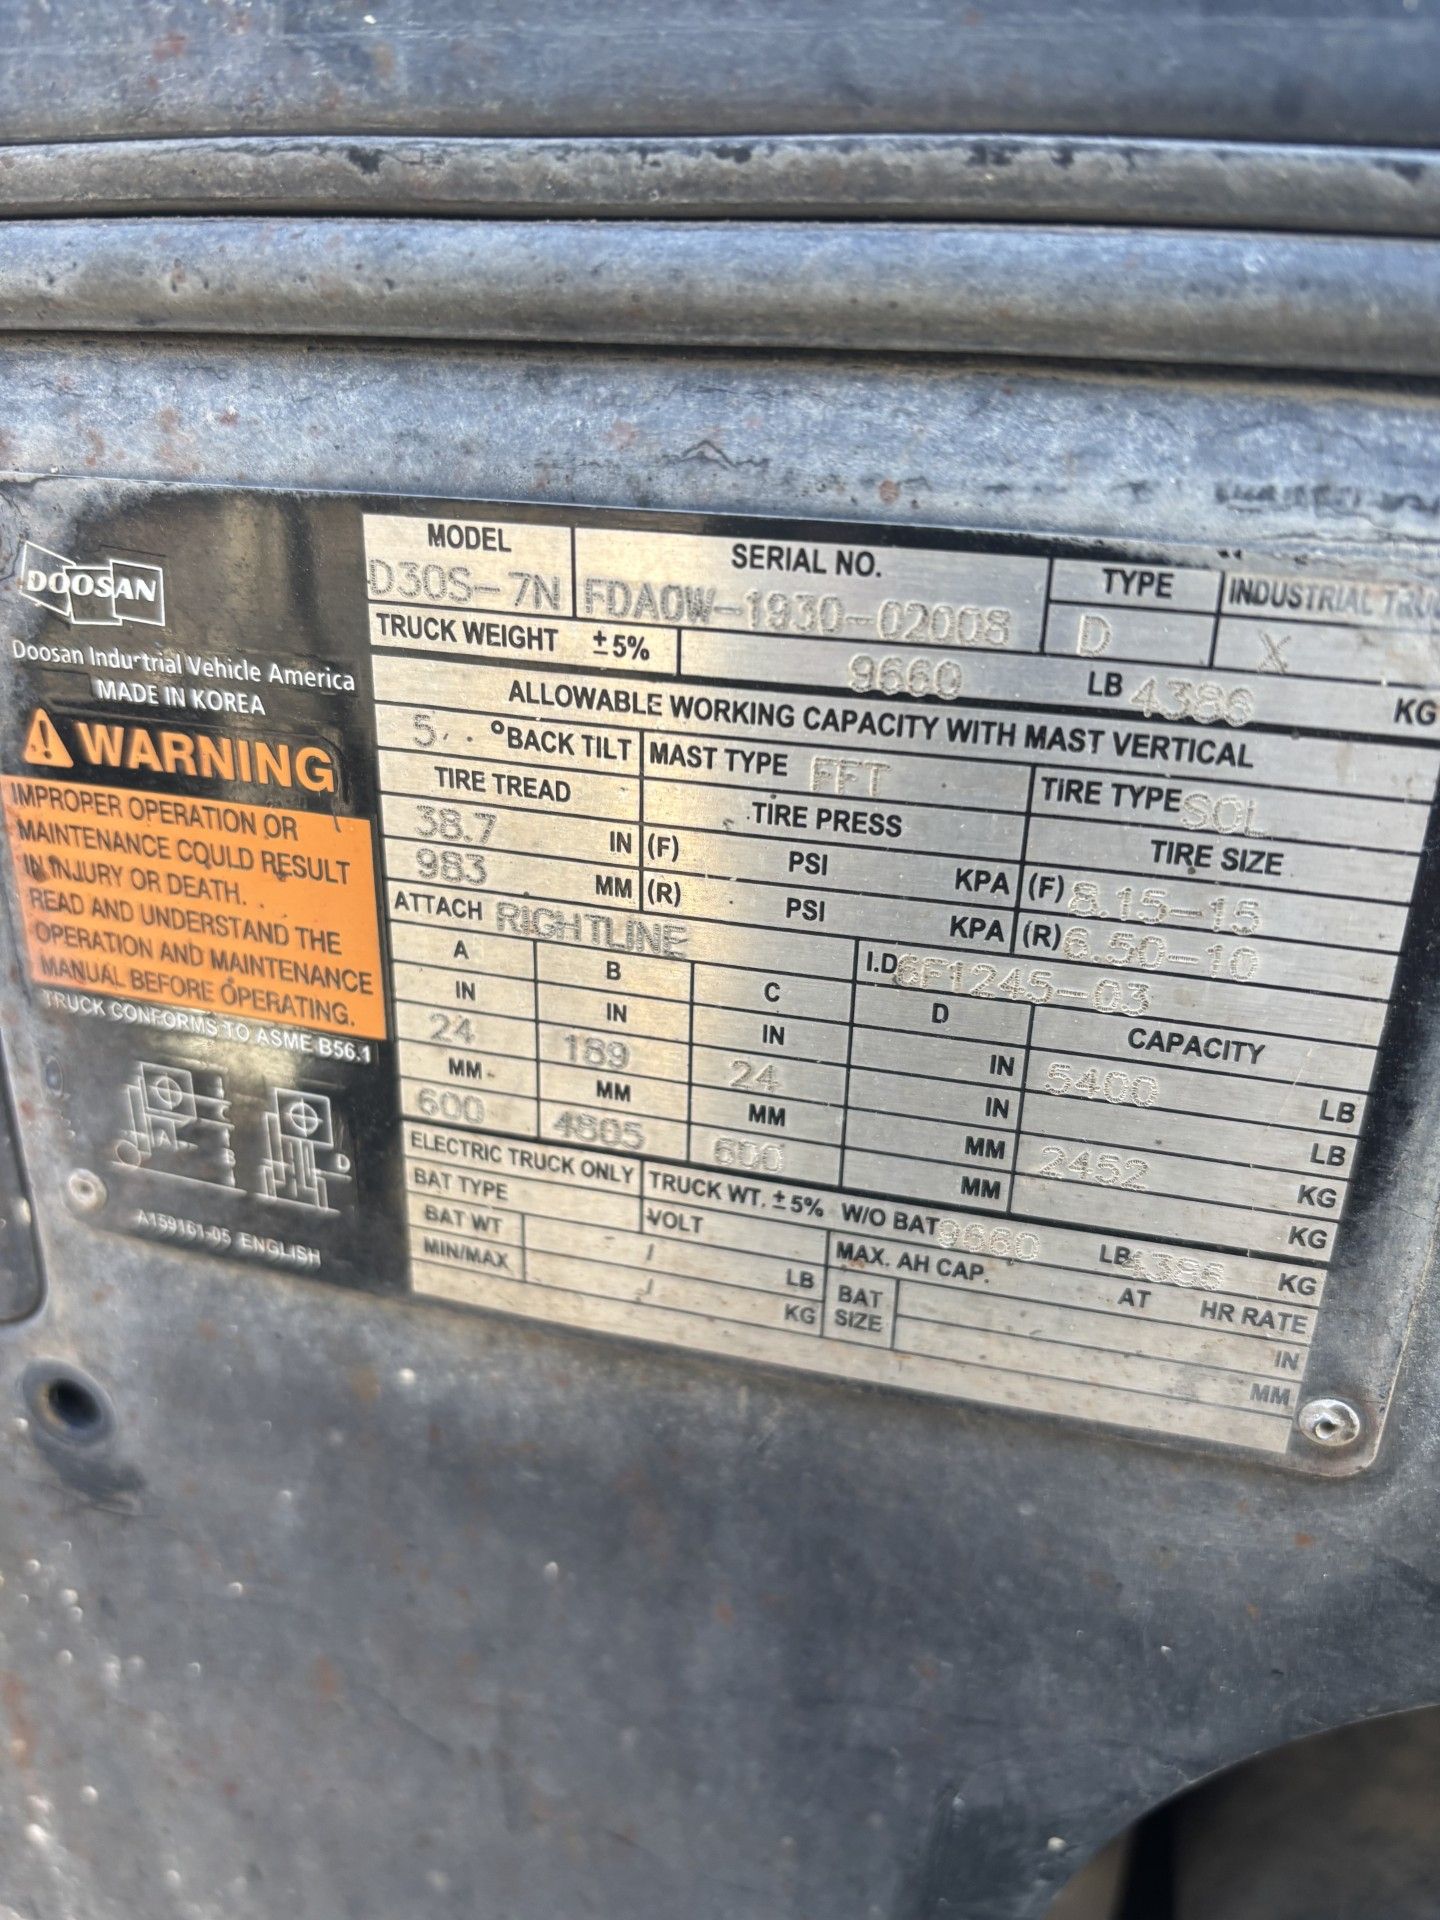 DOOSAN
Doosan Industrial Vehicle America
MADE IN KOREA
WARNING
IMPROPER OPERATION OR
MAINTENANCE COULD RESULT
IN INJURY OR DEATH.
READ AND UNDERSTAND THE
OPERATION AND MAINTENANCE
MANUAL BEFORE OPERATING.
TRUCK CONFORMS TO ASME B56.1
A B D
A159161-05 ENGLISH
MODEL SERIAL NO. TYPE INDUSTRIAL
D30S-7N FDA0W-1930-02008 D X
TRUCK WEIGHT ±5% 9660 LB 4386 KG
ALLOWABLE WORKING CAPACITY WITH MAST VERTICAL
5. °BACK TILT MAST TYPE FFT TIRE TYPE SOL
TIRE TREAD TIRE PRESS TIRE SIZE
38.7 IN (F) PSI KPA (F) 8.15-15
983 MM (R) PSI KPA (R) 6.50-10
ATTACH RIGHTLINE I.D 6F1245-03
A B C D CAPACITY
IN IN IN IN 5400 LB
24 189 24 IN LB
MM MM MM MM 2452 KG
600 4805 600 MM KG
ELECTRIC TRUCK ONLY TRUCK WT. ±5% W/O BAT 9660 LB 4386 KG
BAT TYPE VOLT MAX. AH CAP. AT HR RATE
BAT WT / LB BAT SIZE IN
MIN/MAX / KG MM